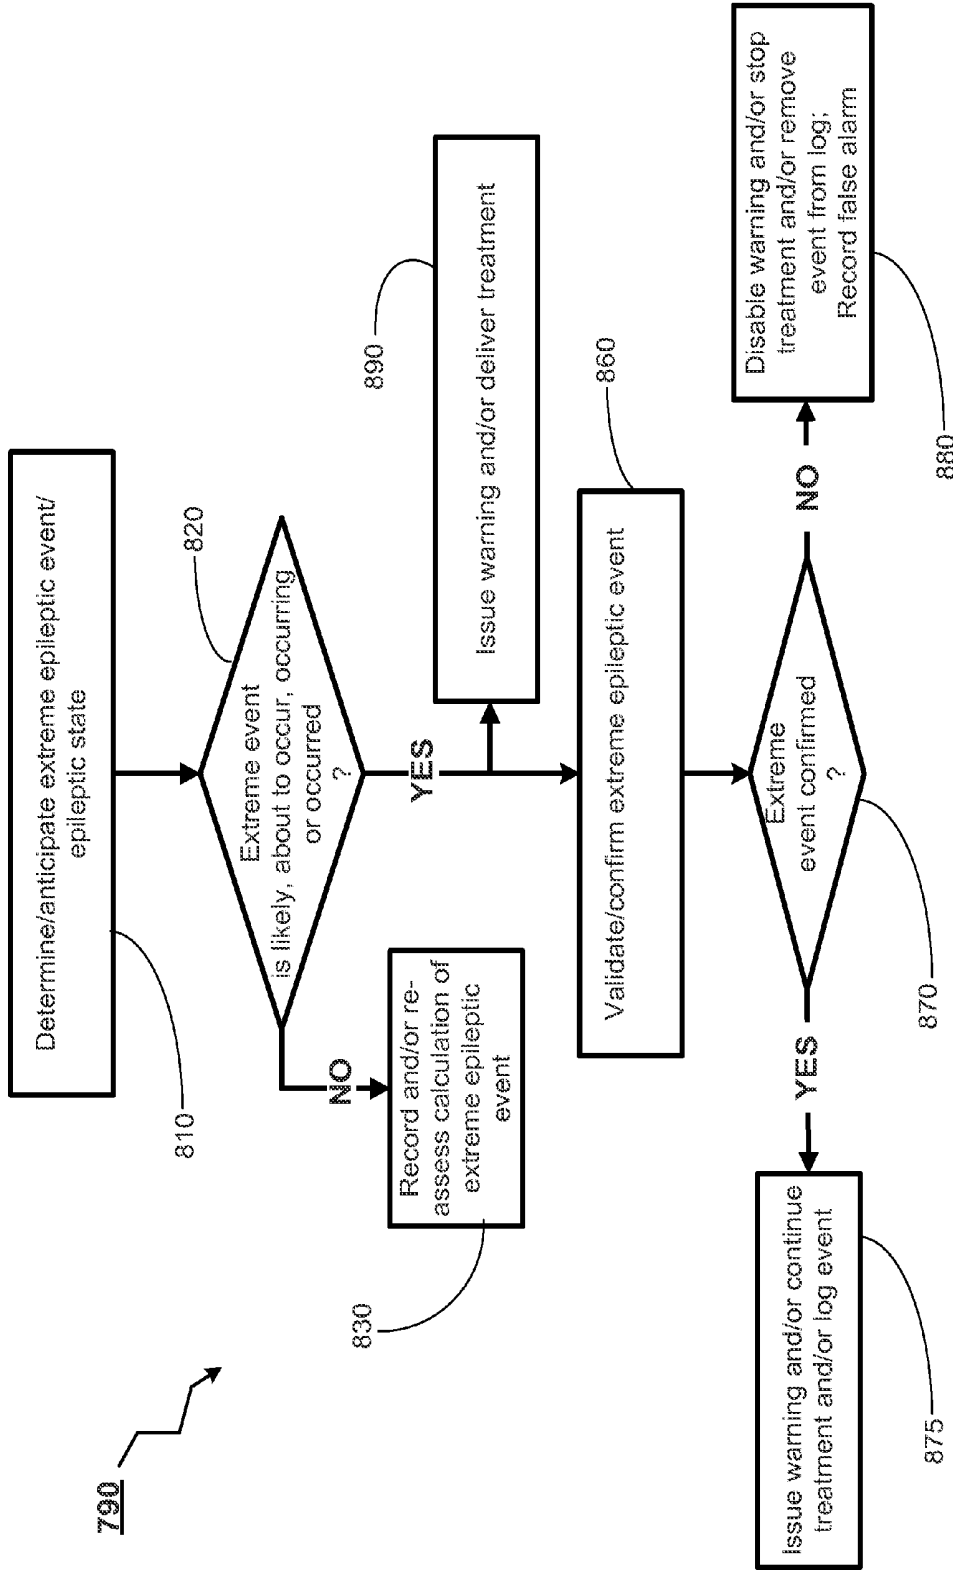 790
Determine/anticipate extreme epileptic event/
epileptic state
810
Extreme event
is likely, about to occur, occurring
or occurred
?
820
NO
Record and/or re-
assess calculation of
extreme epileptic
event
830
YES
Issue warning and/or deliver treatment
890
Validate/confirm extreme epileptic event
860
Extreme
event confirmed
?
870
YES
Issue warning and/or continue
treatment and/or log event
875
NO
Disable warning and/or stop
treatment and/or remove
event from log;
Record false alarm
880